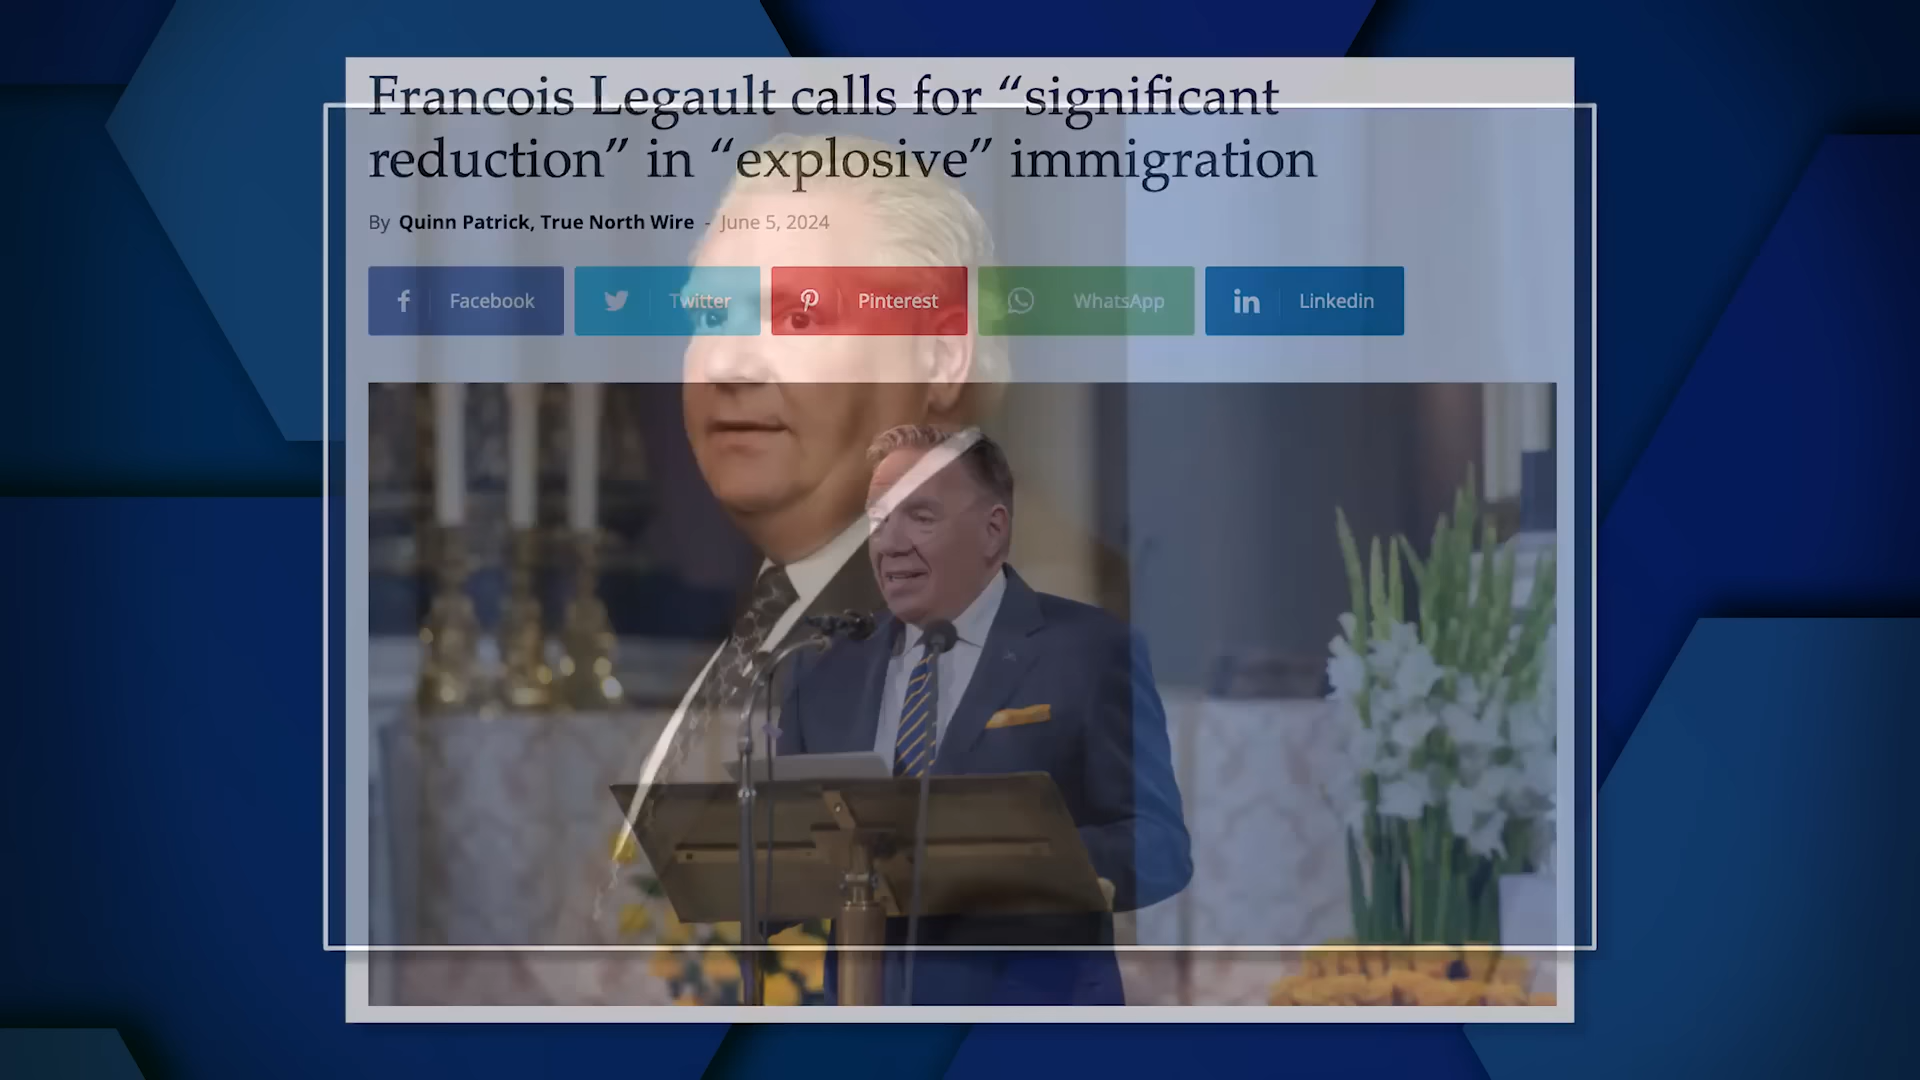 Francois Legault calls for “significant
reduction” in “explosive” immigration
By Quinn Patrick, True North Wire - June 5, 2024
Facebook Twitter Pinterest WhatsApp Linkedin